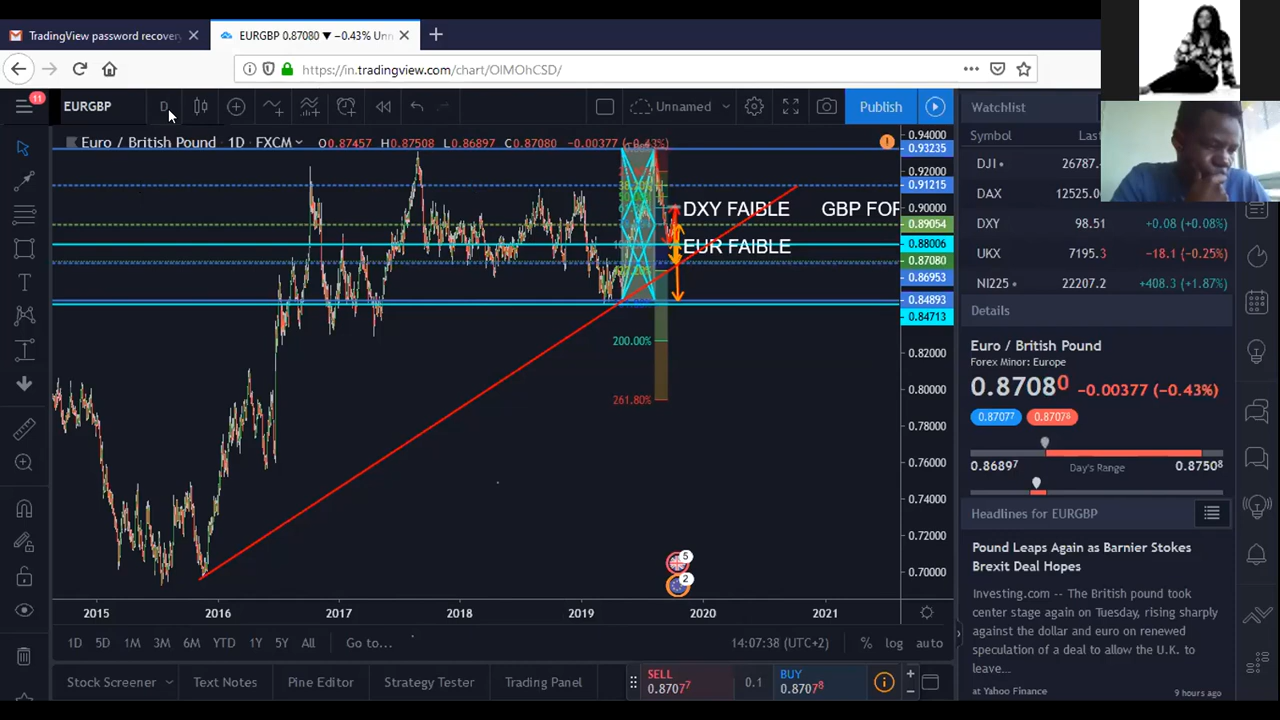 TradingView password recovery
EURGBP 0.87080 ▼ −0.43% Unn
https://in.tradingview.com/chart/OIMOhCSD/
11
EURGBP
D
Unnamed
Publish
Watchlist
Euro / British Pound · 1D · FXCM
O0.87457 H0.87508 L0.86897 C0.87080 −0.00377 (−0.43%)
Symbol
Last
DJI 26787.4
DAX 12525.0
DXY 98.51 +0.08 (+0.08%)
UKX 7195.3 −18.1 (−0.25%)
NI225 22207.2 +408.3 (+1.87%)
DXY FAIBLE
GBP FOR
EUR FAIBLE
200.00%
261.80%
0.94000
0.93235
0.92000
0.91215
0.90000
0.89054
0.88006
0.87080
0.86953
0.84893
0.84713
0.82000
0.80000
0.78000
0.76000
0.74000
0.72000
0.70000
Details
Euro / British Pound
Forex Minor: Europe
0.87080 −0.00377 (−0.43%)
0.87077 0.87078
0.86897 Day's Range 0.87508
Headlines for EURGBP
Pound Leaps Again as Barnier Stokes
Brexit Deal Hopes
Investing.com -- The British pound took
center stage again on Tuesday, rising sharply
against the dollar and euro on renewed
speculation of a deal to allow the U.K. to
leave...
at Yahoo Finance 9 hours ago
5
2
2015 2016 2017 2018 2019 2020 2021
1D 5D 1M 3M 6M YTD 1Y 5Y All Go to...
14:07:38 (UTC+2) % log auto
Stock Screener Text Notes Pine Editor Strategy Tester Trading Panel
SELL
0.87077
0.1
BUY
0.87078